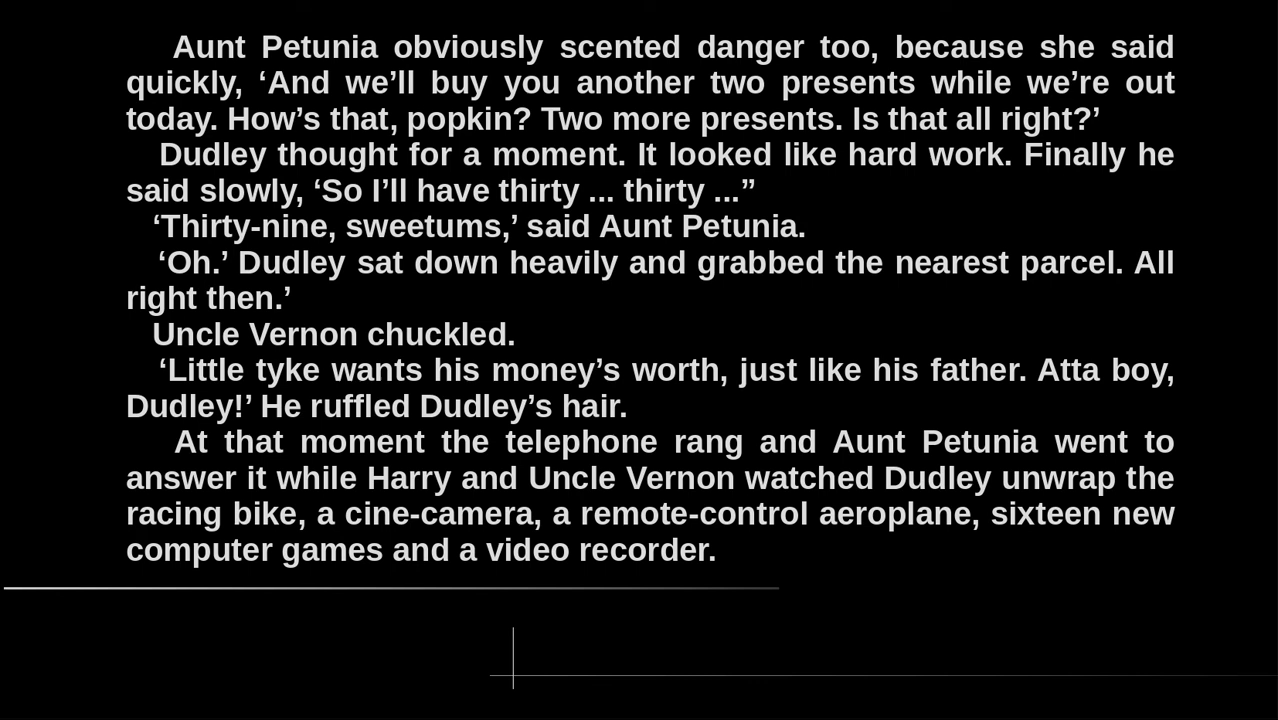 Aunt Petunia obviously scented danger too, because she said
quickly, ‘And we’ll buy you another two presents while we’re out
today. How’s that, popkin? Two more presents. Is that all right?’
Dudley thought for a moment. It looked like hard work. Finally he
said slowly, ‘So I’ll have thirty ... thirty ...”
‘Thirty-nine, sweetums,’ said Aunt Petunia.
‘Oh.’ Dudley sat down heavily and grabbed the nearest parcel. All
right then.’
Uncle Vernon chuckled.
‘Little tyke wants his money’s worth, just like his father. Atta boy,
Dudley!’ He ruffled Dudley’s hair.
At that moment the telephone rang and Aunt Petunia went to
answer it while Harry and Uncle Vernon watched Dudley unwrap the
racing bike, a cine-camera, a remote-control aeroplane, sixteen new
computer games and a video recorder.